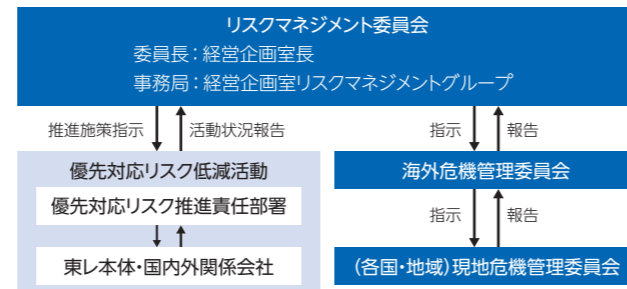 リスクマネジメント委員会
委員長：経営企画室長
事務局：経営企画室リスクマネジメントグループ
推進施策指示 活動状況報告 指示 報告
優先対応リスク低減活動
優先対応リスク推進責任部署
東レ本体・国内外関係会社
海外危機管理委員会
指示 報告
（各国・地域）現地危機管理委員会